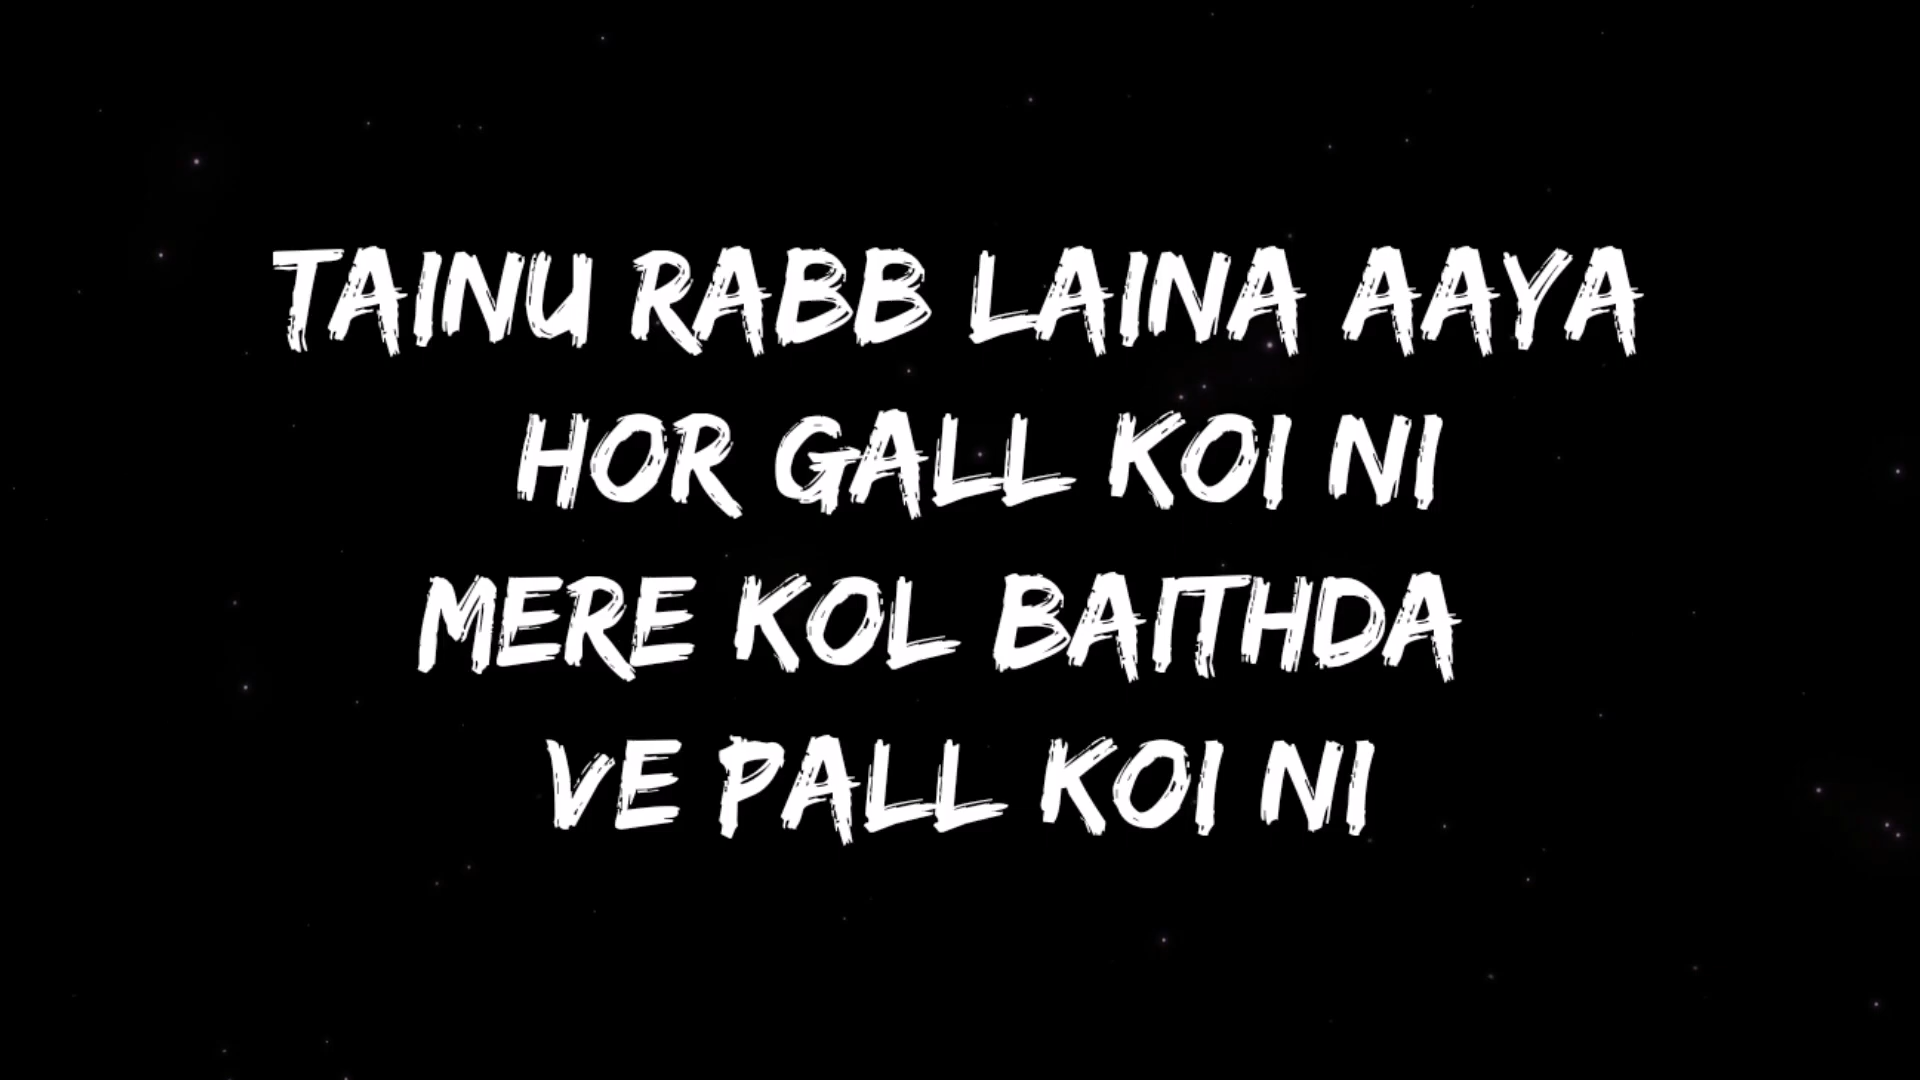 TAINU RABB LAINA AAYA
HOR GALL KOI NI
MERE KOL BAITHDA
VE PALL KOI NI